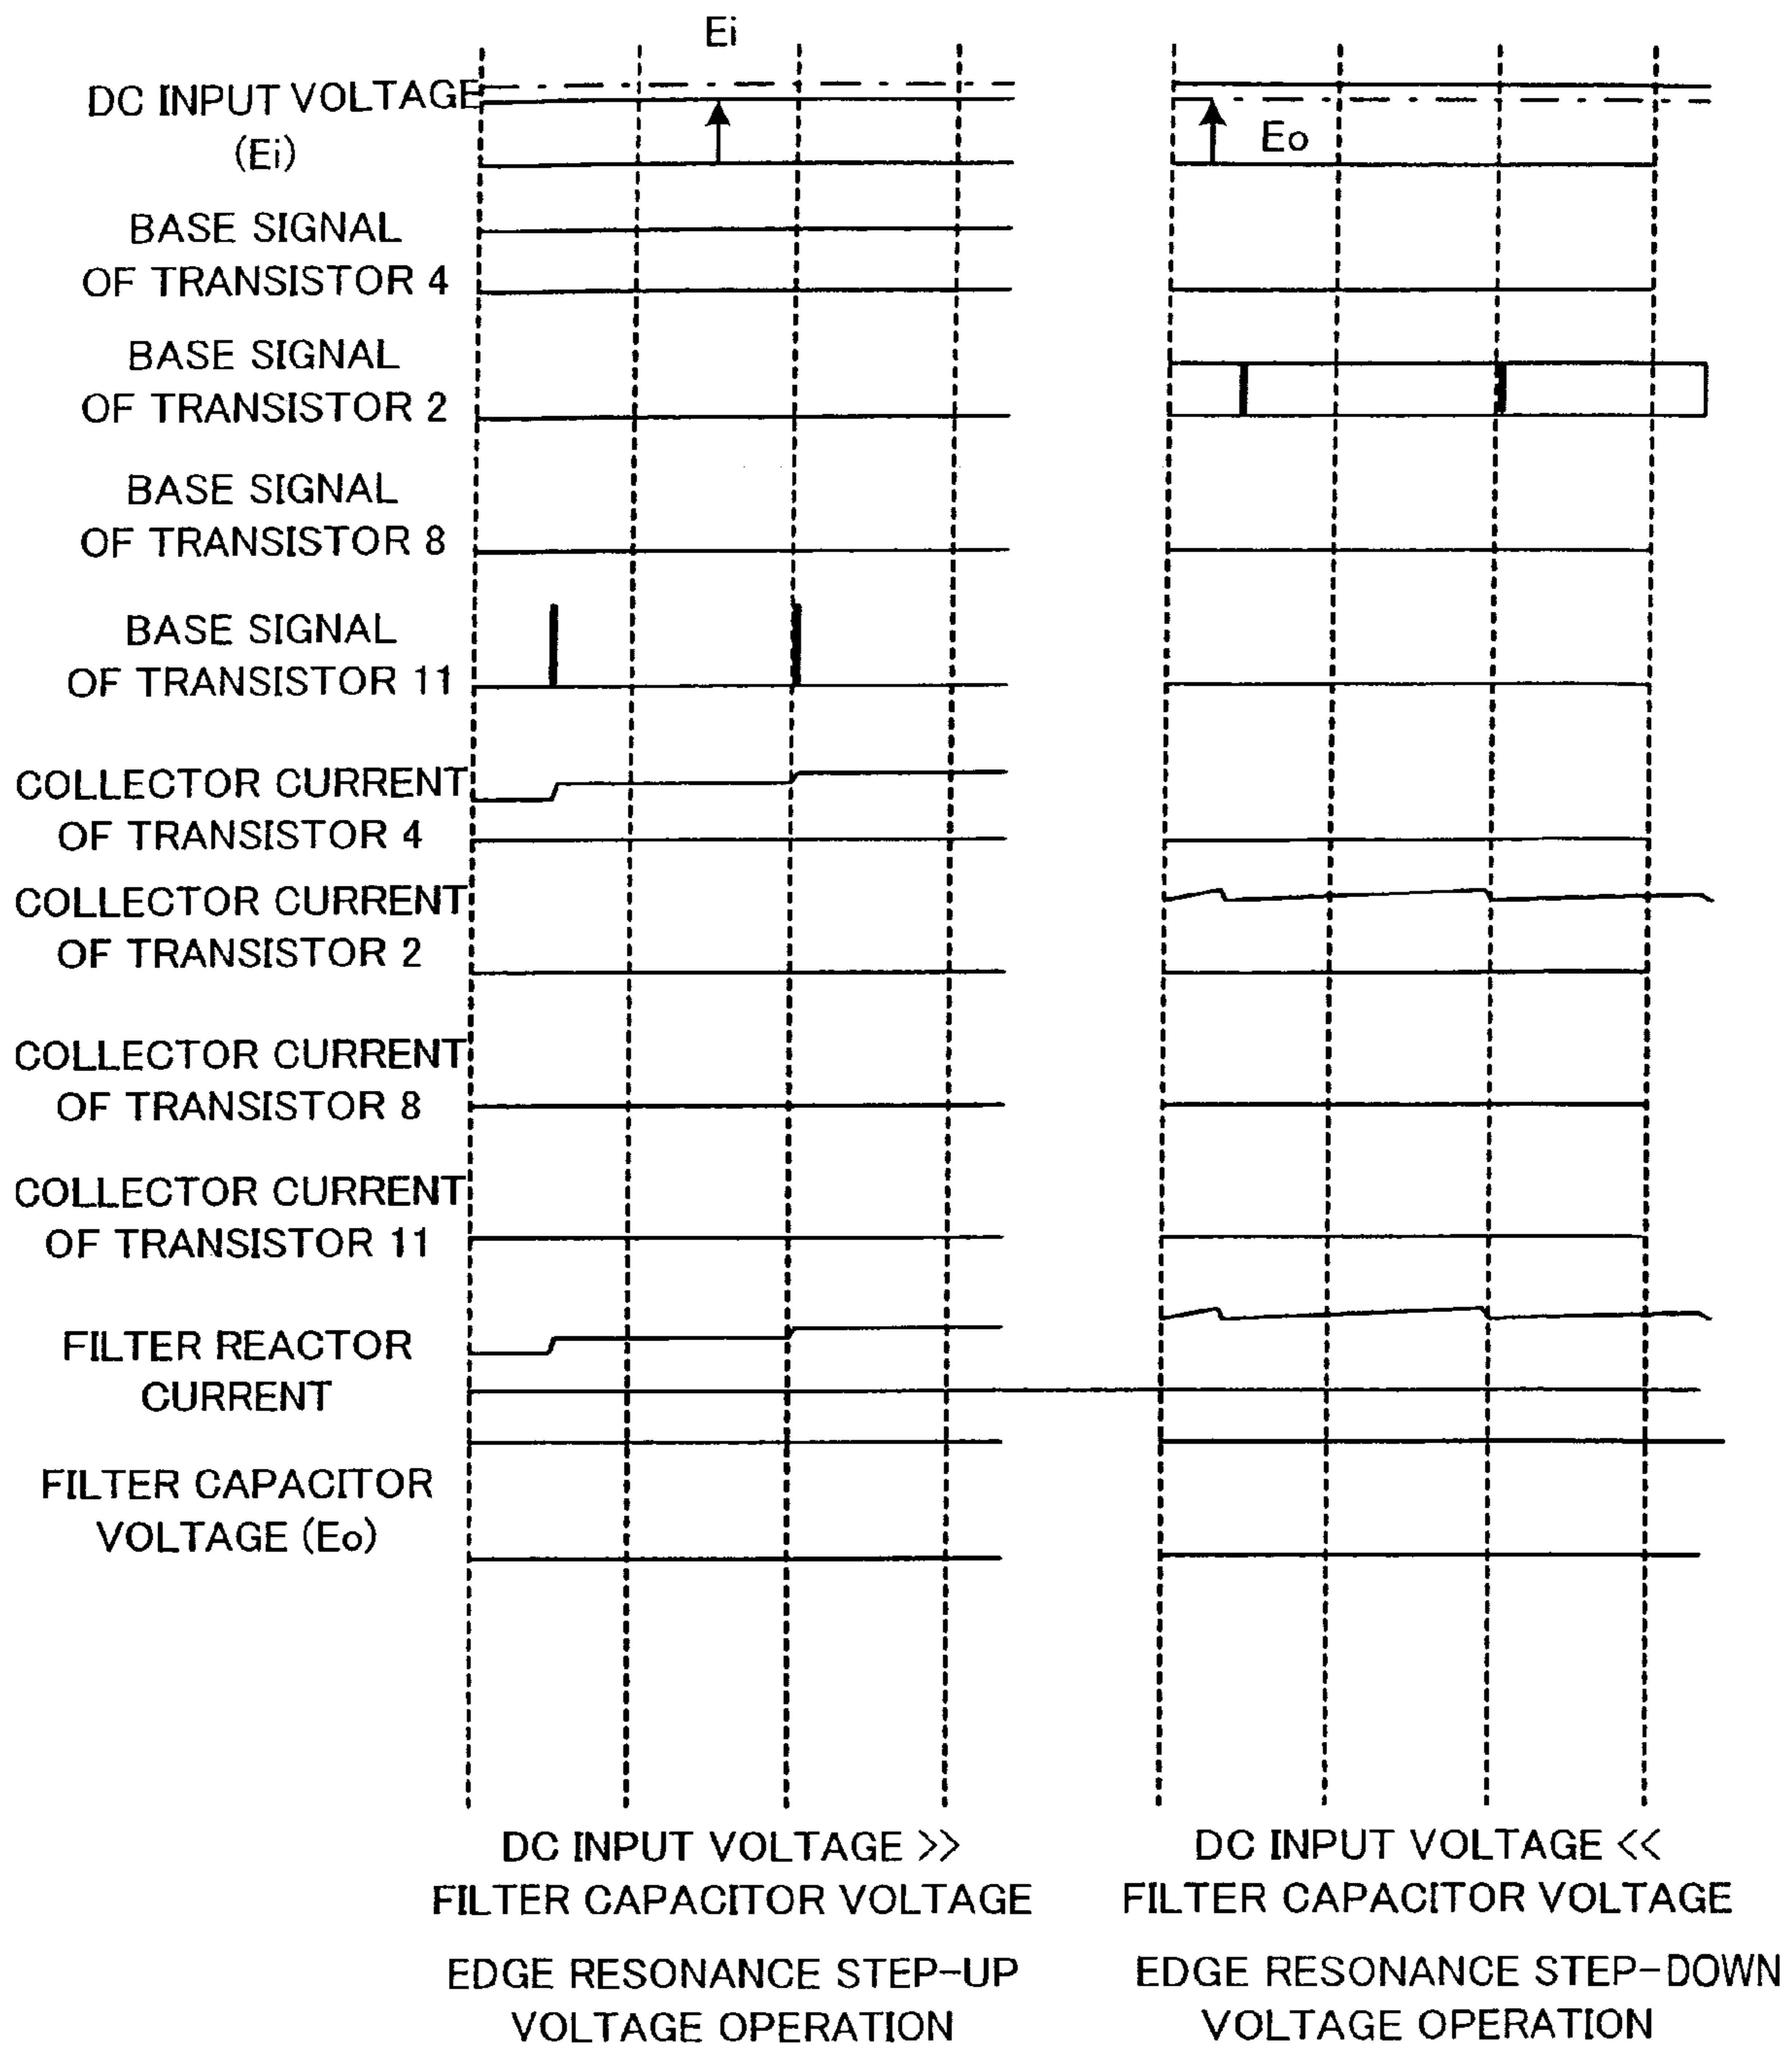 Ei
DC INPUT VOLTAGE
(Ei)
Eo
BASE SIGNAL
OF TRANSISTOR 4
BASE SIGNAL
OF TRANSISTOR 2
BASE SIGNAL
OF TRANSISTOR 8
BASE SIGNAL
OF TRANSISTOR 11
COLLECTOR CURRENT
OF TRANSISTOR 4
COLLECTOR CURRENT
OF TRANSISTOR 2
COLLECTOR CURRENT
OF TRANSISTOR 8
COLLECTOR CURRENT
OF TRANSISTOR 11
FILTER REACTOR
CURRENT
FILTER CAPACITOR
VOLTAGE (Eo)
DC INPUT VOLTAGE >>
FILTER CAPACITOR VOLTAGE
EDGE RESONANCE STEP-UP
VOLTAGE OPERATION
DC INPUT VOLTAGE <<
FILTER CAPACITOR VOLTAGE
EDGE RESONANCE STEP-DOWN
VOLTAGE OPERATION